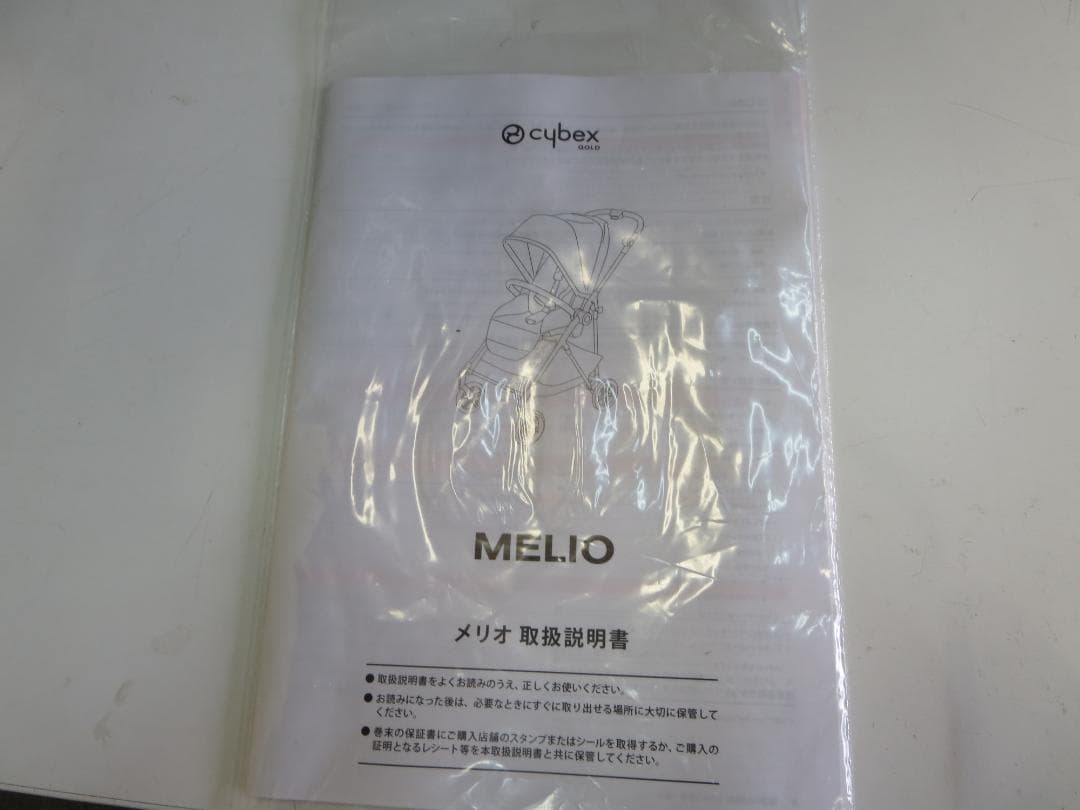 cybex
GOLD
MELIO
メリオ 取扱説明書
● 取扱説明書をよくお読みのうえ、正しくお使いください。
● お読みになった後は、必要なときにすぐに取り出せる場所に大切に保管して
ください。
● 巻末の保証書にご購入店舗のスタンプまたはシールを取得するか、ご購入の
証明となるレシート等を本取扱説明書と共に保管してください。